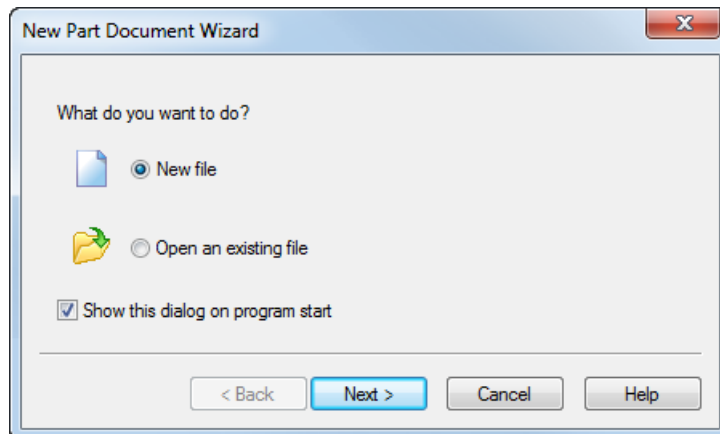 New Part Document Wizard
What do you want to do?
New file
Open an existing file
Show this dialog on program start
< Back Next > Cancel Help